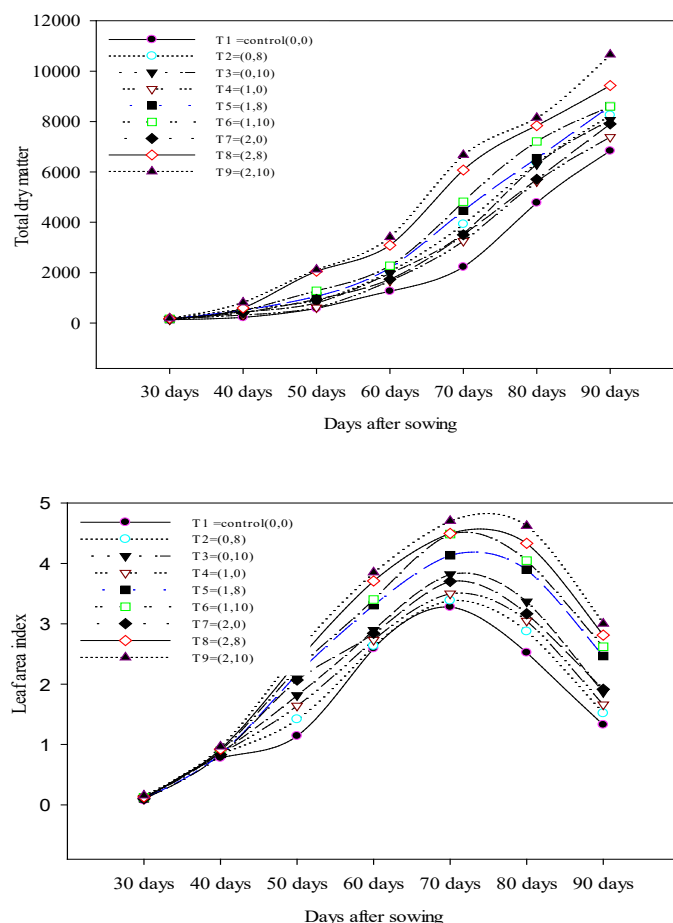 12000
10000
8000
6000
4000
2000
0
Total dry matter
T1 =control(0,0)
T2=(0,8)
T3=(0,10)
T4=(1,0)
T5=(1,8)
T6=(1,10)
T7=(2,0)
T8=(2,8)
T9=(2,10)
30 days 40 days 50 days 60 days 70 days 80 days 90 days
Days after sowing
5
4
3
2
1
0
Leaf area index
T1 =control(0,0)
T2=(0,8)
T3=(0,10)
T4=(1,0)
T5=(1,8)
T6=(1,10)
T7=(2,0)
T8=(2,8)
T9=(2,10)
30 days 40 days 50 days 60 days 70 days 80 days 90 days
Days after sowing